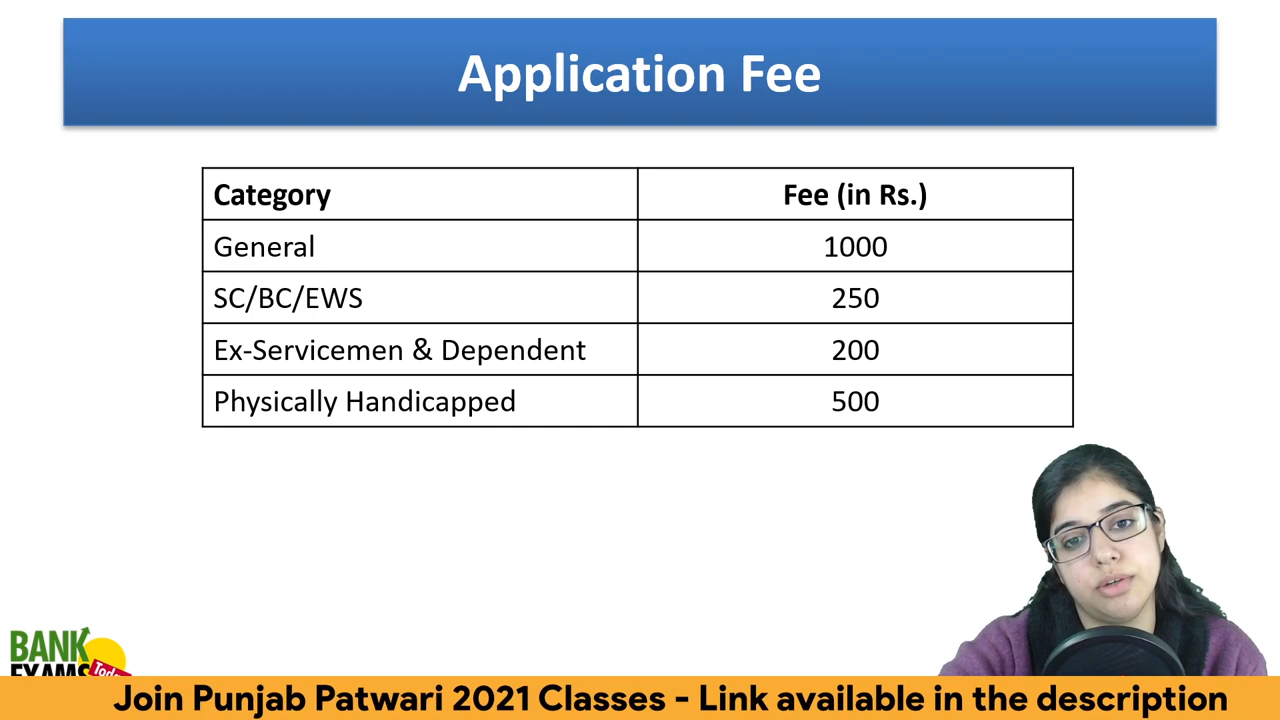 Application Fee
Category Fee (in Rs.)
General 1000
SC/BC/EWS 250
Ex-Servicemen & Dependent 200
Physically Handicapped 500
BANK
EXAMS
Join Punjab Patwari 2021 Classes - Link available in the description